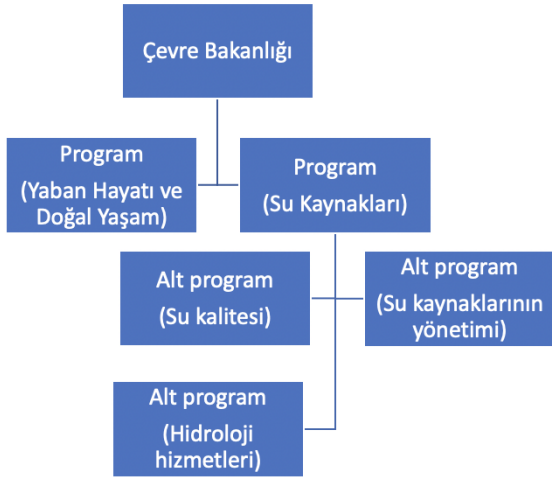 Çevre Bakanlığı
Program
(Yaban Hayatı ve
Doğal Yaşam)
Program
(Su Kaynakları)
Alt program
(Su kalitesi)
Alt program
(Su kaynaklarının
yönetimi)
Alt program
(Hidroloji
hizmetleri)